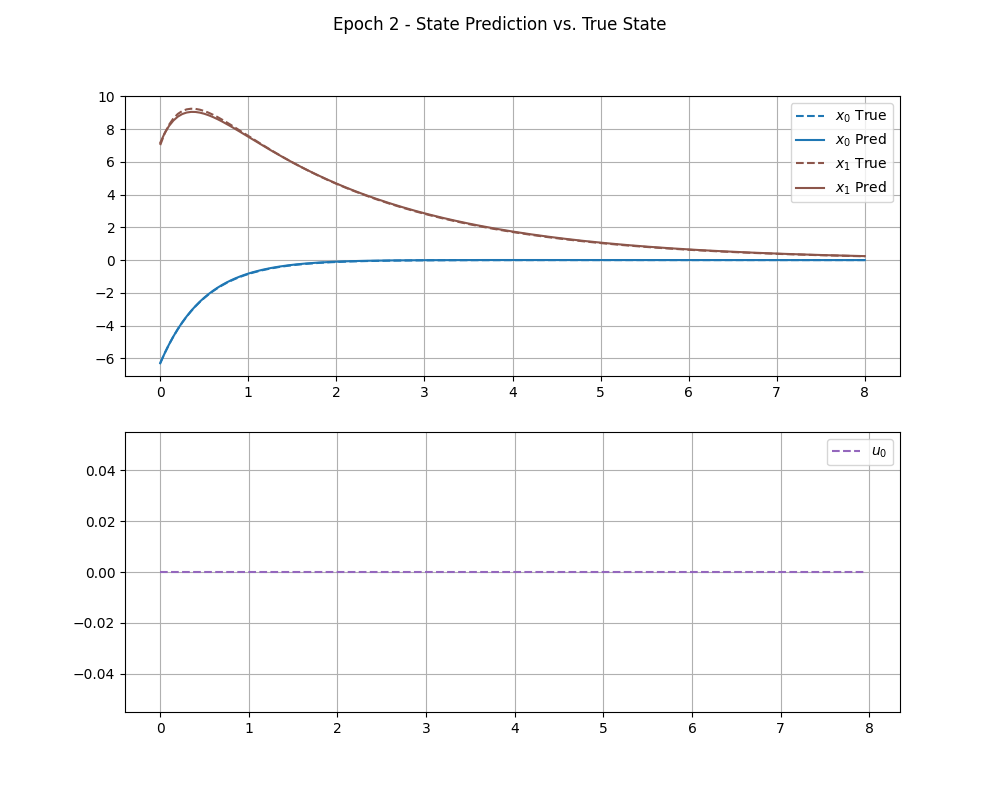 Epoch 2 - State Prediction vs. True State
10
8
6
4
2
0
−2
−4
−6
x₀ True
x₀ Pred
x₁ True
x₁ Pred
0 1 2 3 4 5 6 7 8
0.04
0.02
0.00
−0.02
−0.04
u₀
0 1 2 3 4 5 6 7 8